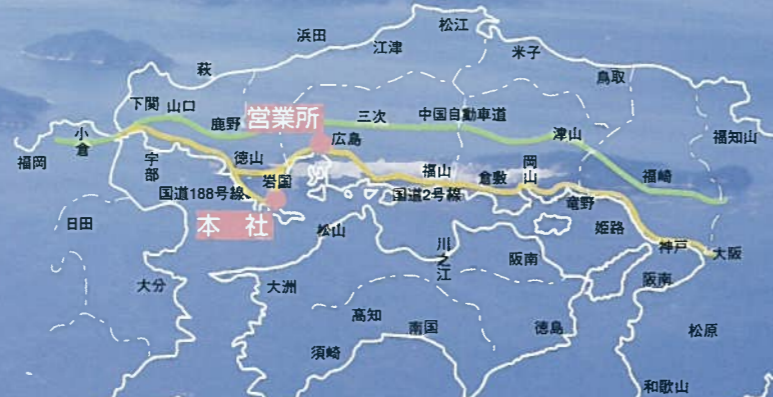 松江
浜田
江津
米子
萩
鳥取
下関
山口
営業所
三次
中国自動車道
鹿野
小倉
広島
津山
福知山
福岡
宇部
徳山
岩国
福山
倉敷
岡山
福崎
国道188号線
国道2号線
竜野
本社
日田
松山
姫路
川之江
阪南
神戸
大阪
大分
大洲
阪南
高知
南国
徳島
松原
須崎
和歌山